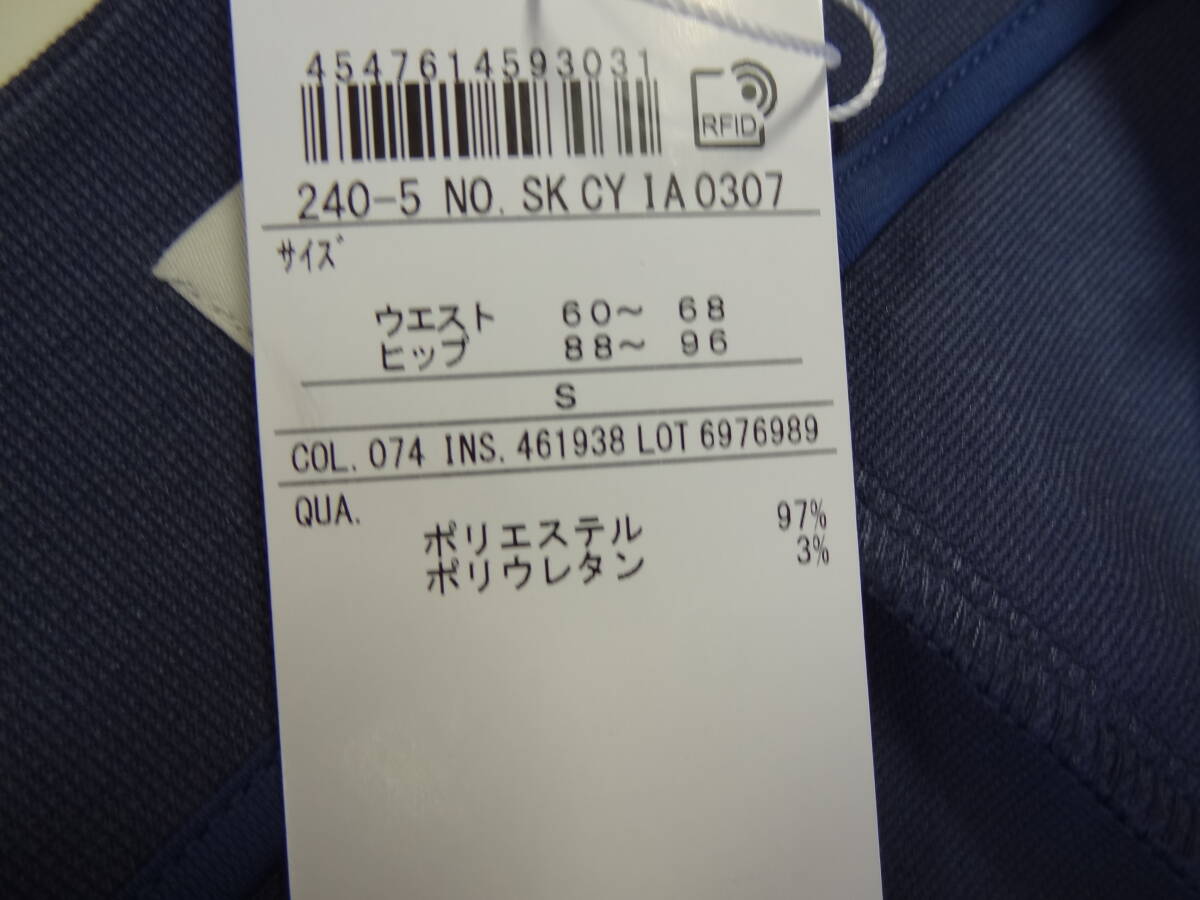 4547614593031
RFID
240-5 NO. SK CY IA0307
サイズ
ウエスト 60～ 68
ヒップ 88～ 96
S
COL. 074 INS. 461938 LOT 6976989
QUA.
ポリエステル 97%
ポリウレタン 3%